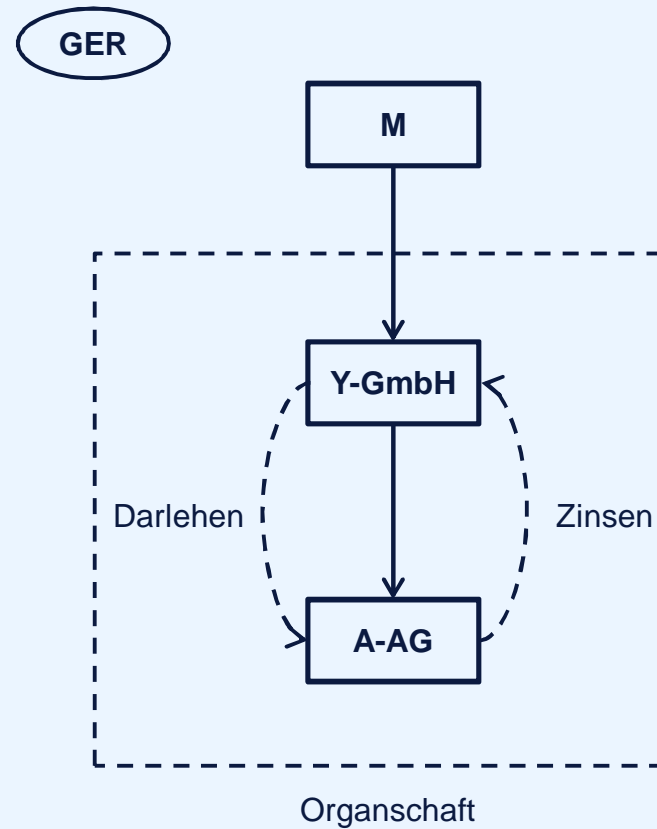 GER
M
Y-GmbH
Darlehen
Zinsen
A-AG
Organschaft